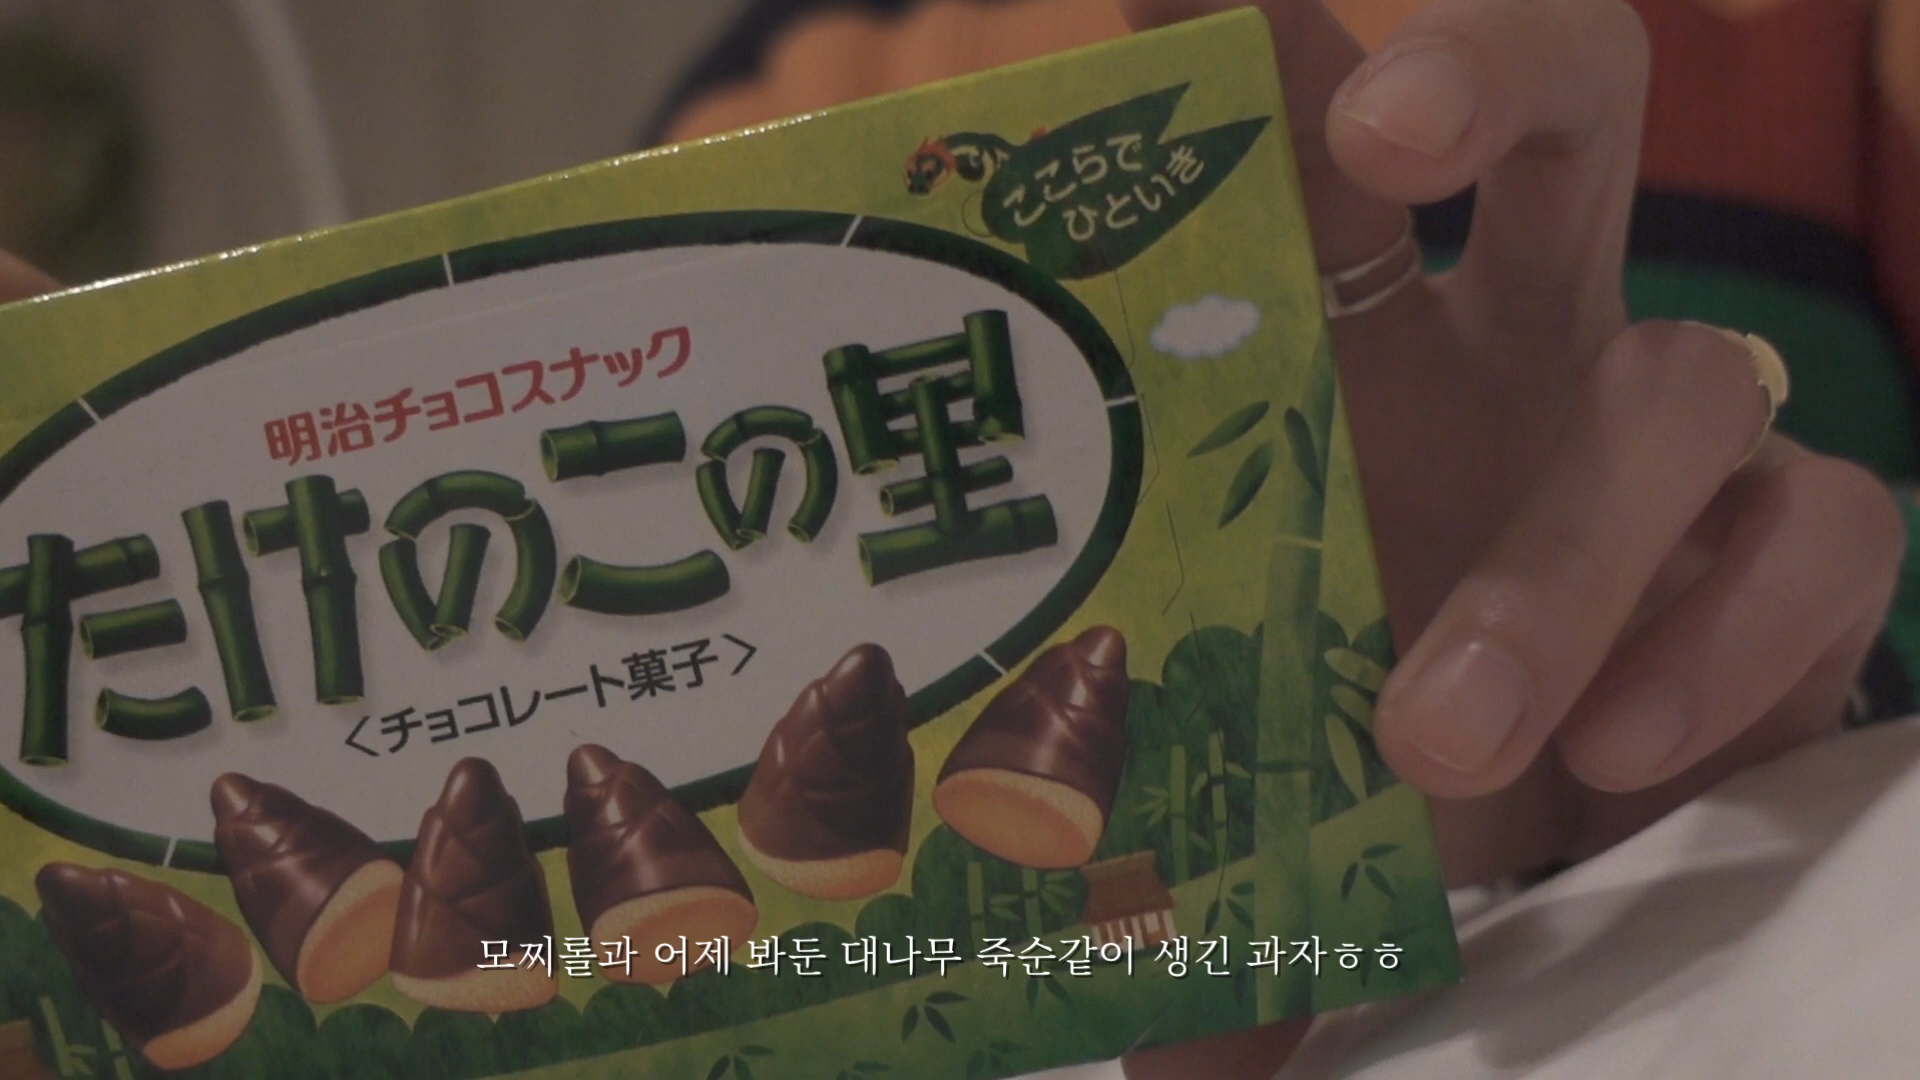 ここらで
ひといき
明治チョコスナック
たけのこの里
〈チョコレート菓子〉
모찌롤과 어제 봐둔 대나무 죽순같이 생긴 과자ㅎㅎ